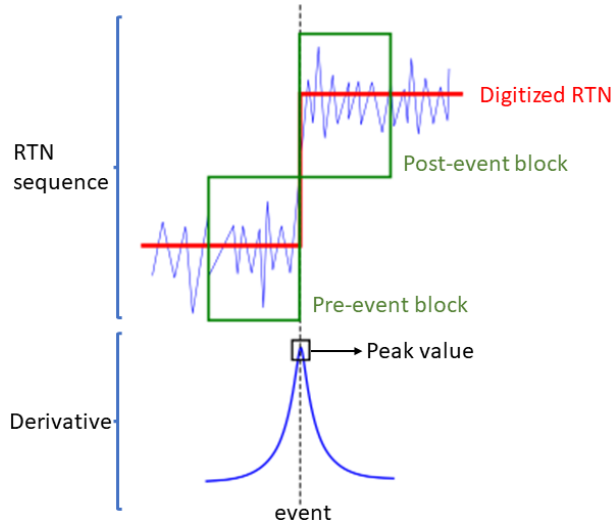 Digitized RTN
RTN
sequence
Post-event block
Pre-event block
Peak value
Derivative
event